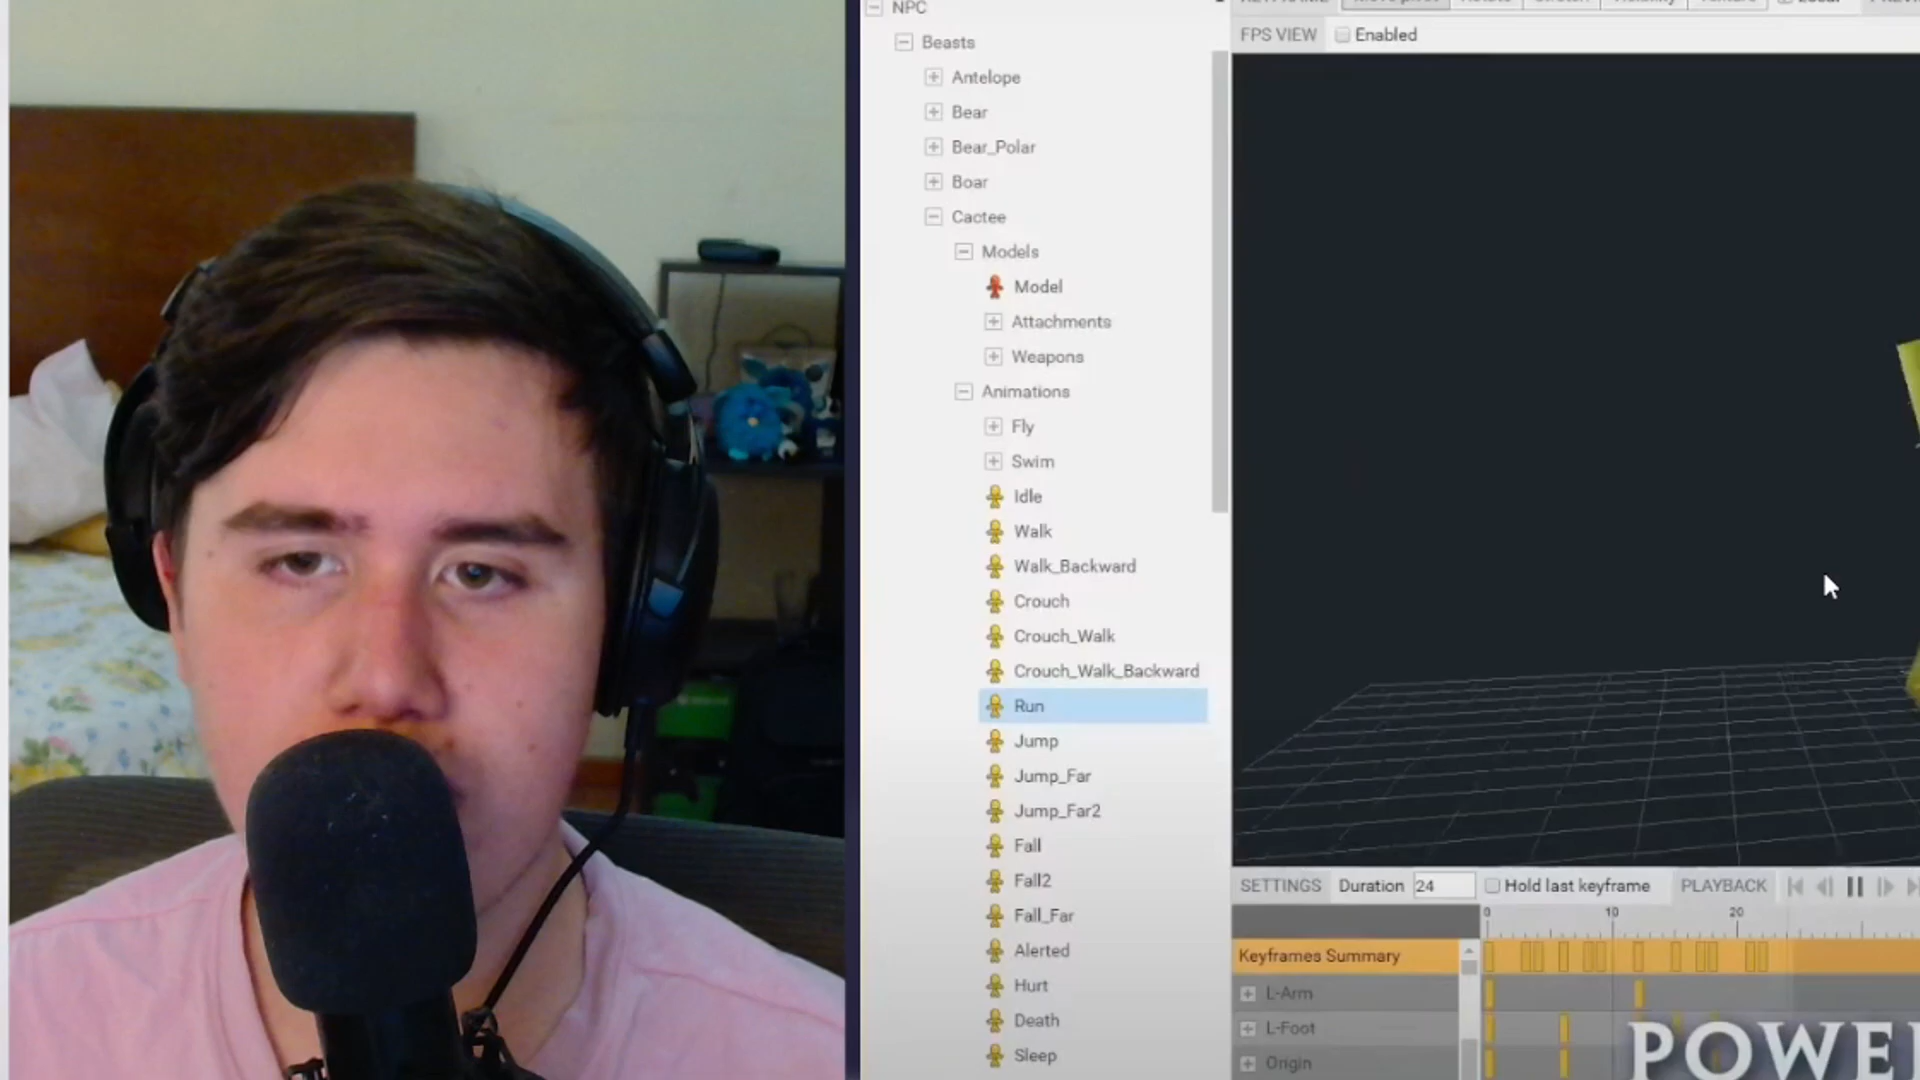 NPC
Beasts
Antelope
Bear
Bear_Polar
Boar
Cactee
Models
Model
Attachments
Weapons
Animations
Fly
Swim
Idle
Walk
Walk_Backward
Crouch
Crouch_Walk
Crouch_Walk_Backward
Run
Jump
Jump_Far
Jump_Far2
Fall
Fall2
Fall_Far
Alerted
Hurt
Death
Sleep
FPS VIEW Enabled
SETTINGS Duration 24 Hold last keyframe PLAYBACK
0 10 20
Keyframes Summary
L-Arm
L-Foot
Origin
POWE